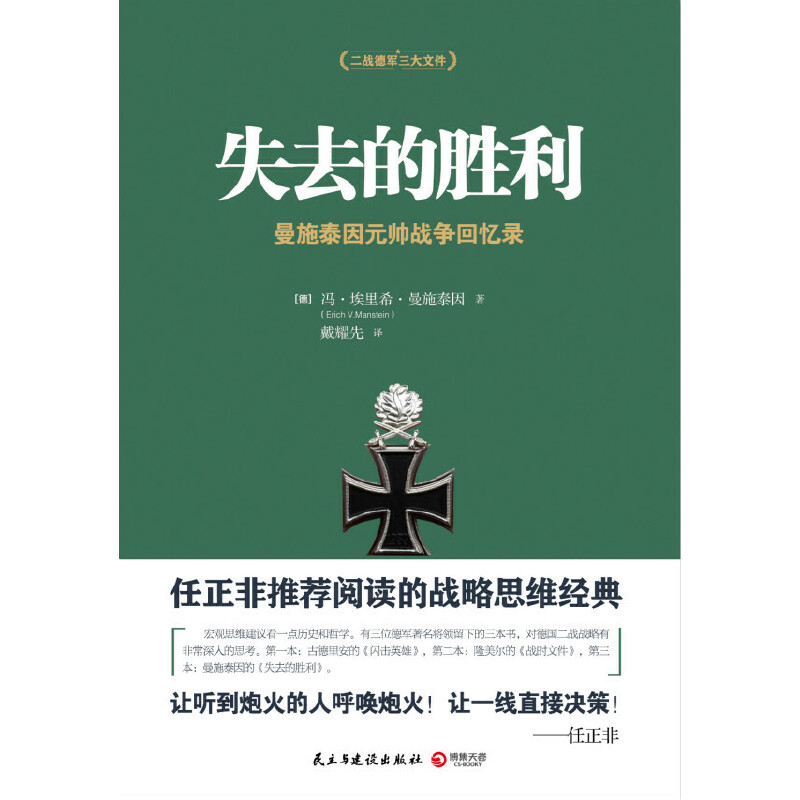 二战德军三大文件
失去的胜利
曼施泰因元帅战争回忆录
[德] 冯·埃里希·曼施泰因 著
(Erich V.Manstein)
戴耀先 译
任正非推荐阅读的战略思维经典
宏观思维建议看一点历史和哲学。有三位德军著名将领留下的三本书,对德国二战战略有
非常深入的思考。第一本:古德里安的《闪击英雄》,第二本:隆美尔的《战时文件》,第三
本:曼施泰因的《失去的胜利》。
让听到炮火的人呼唤炮火!让一线直接决策!
——任正非
民主与建设出版社 博集天卷
CS-BOOKY